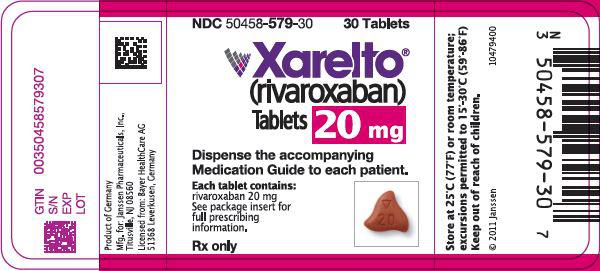 GTIN 00350458579307
S/N
EXP
LOT
Product of Germany
Mfg. for: Janssen Pharmaceuticals, Inc.,
Titusville, NJ 08560
Licensed from: Bayer HealthCare AG
51368 Leverkusen, Germany
NDC 50458-579-30 30 Tablets
Xarelto®
(rivaroxaban)
Tablets 20 mg
Dispense the accompanying
Medication Guide to each patient.
Each tablet contains:
rivaroxaban 20 mg
See package insert for
full prescribing
information.
Rx only
20
Store at 25°C (77°F) or room temperature;
excursions permitted to 15°-30°C (59°-86°F)
Keep out of reach of children.
© 2011 Janssen 10479400
N 3 50458-579-30 7